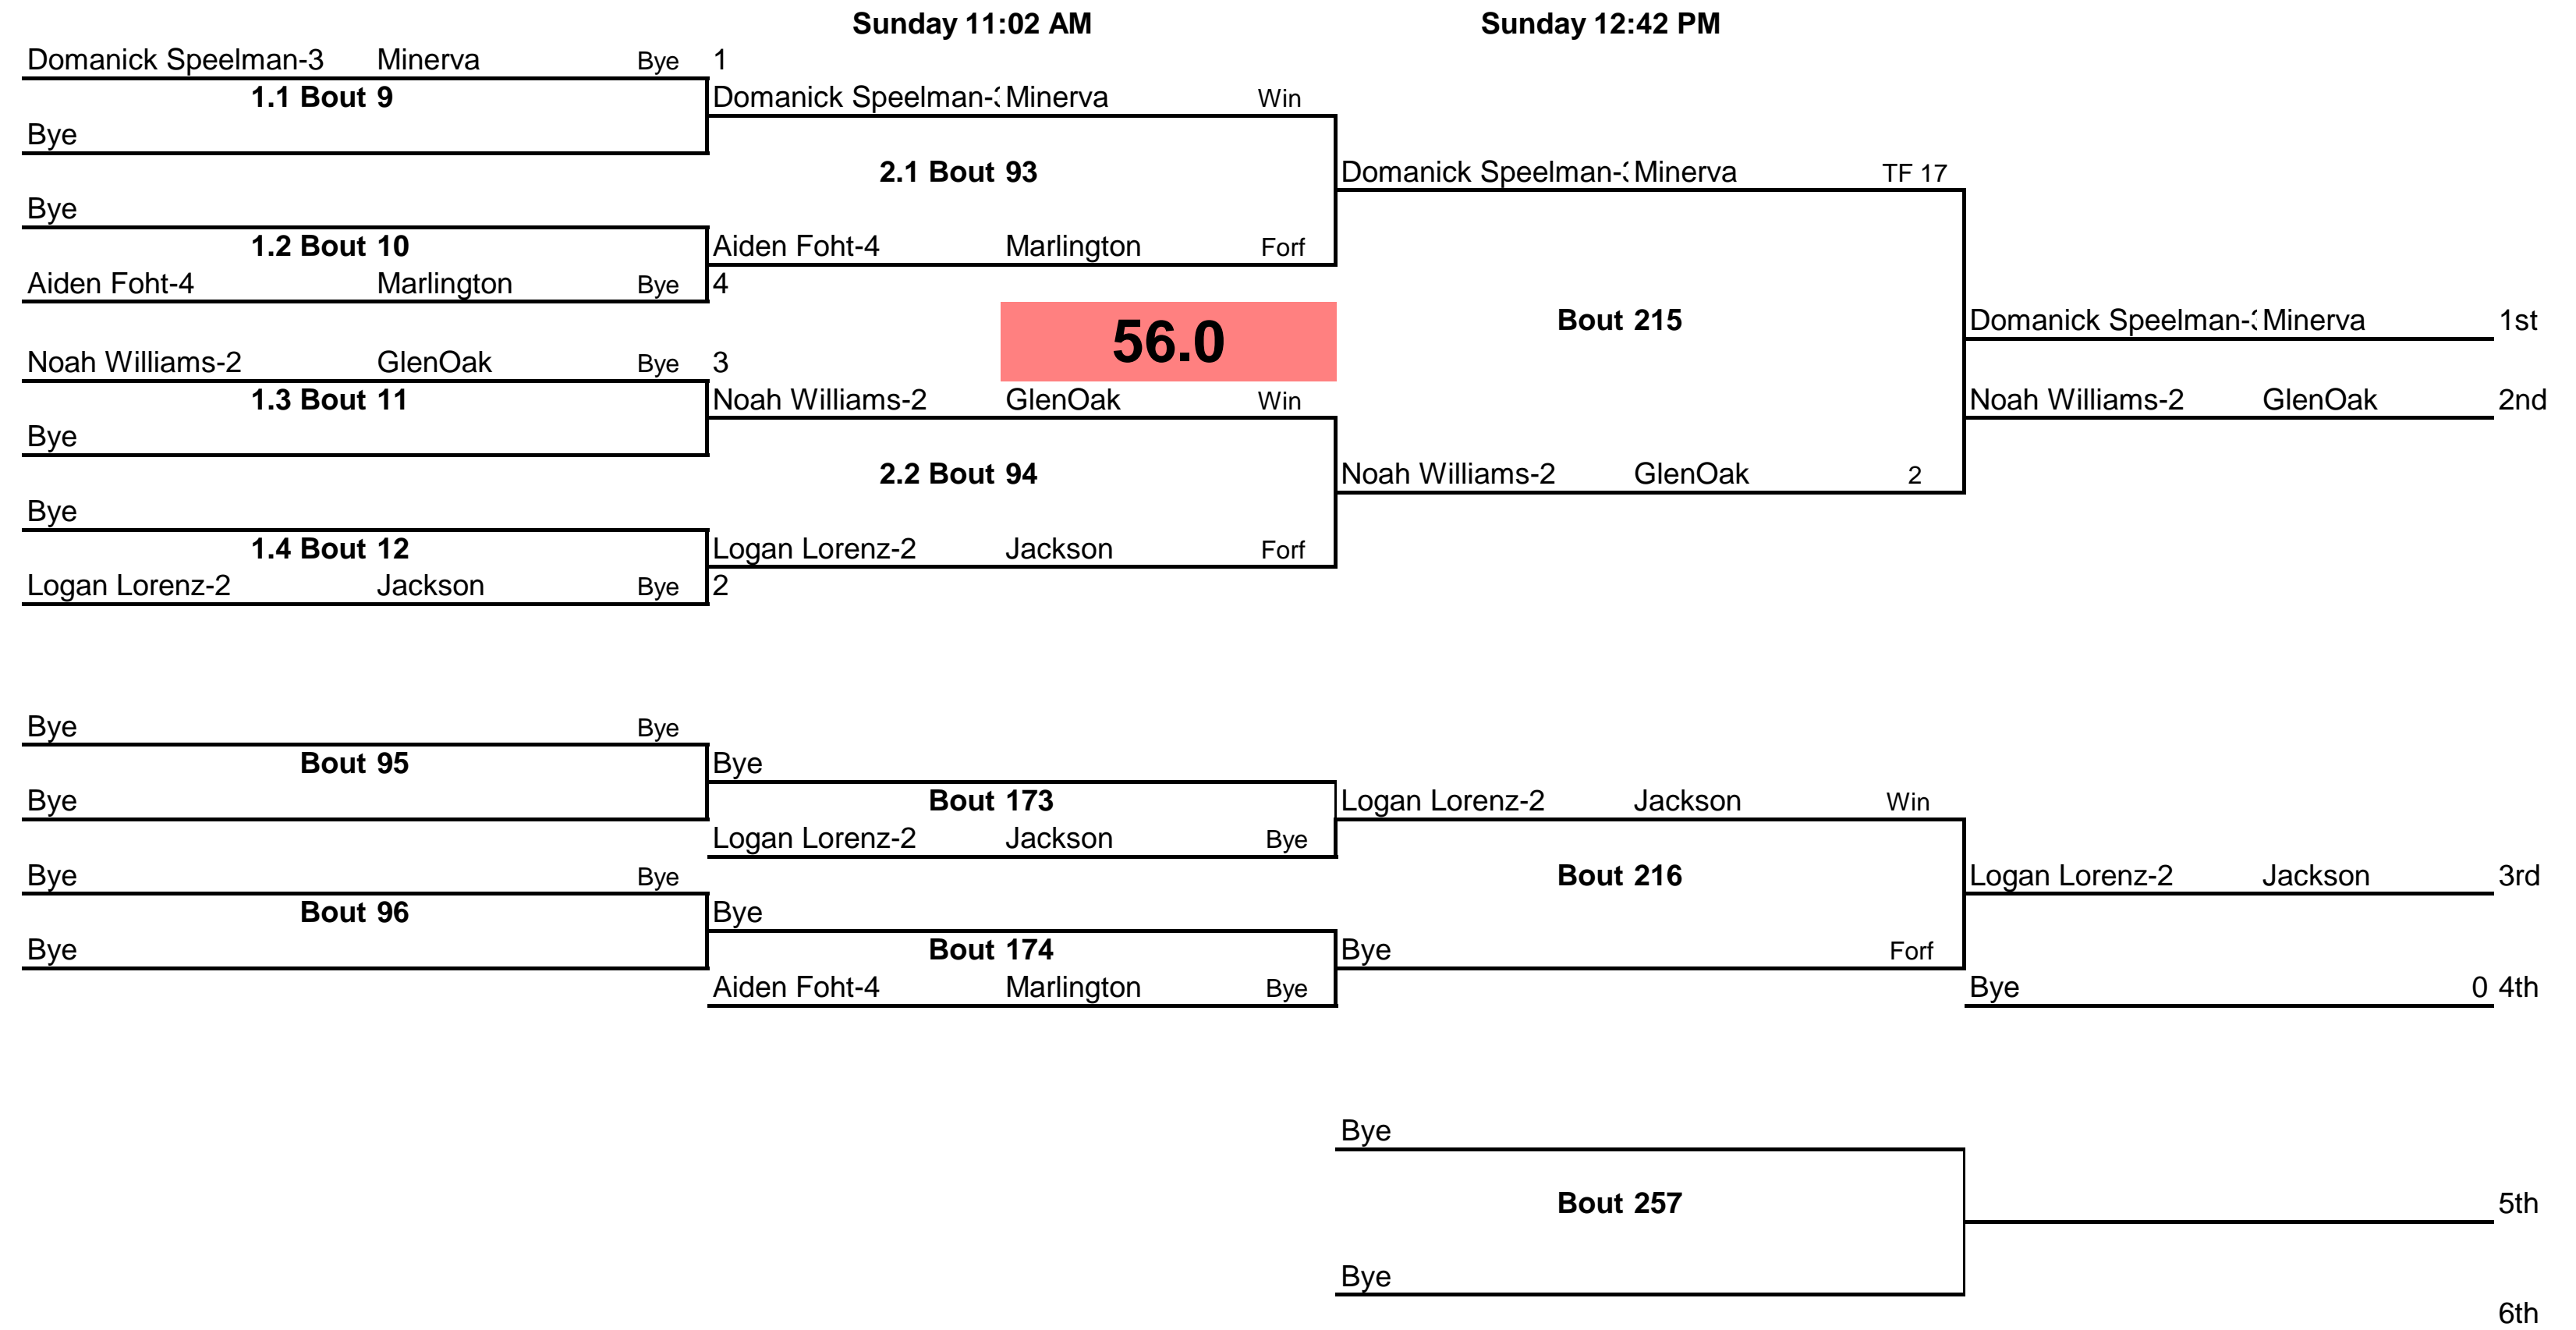 Sunday 11:02 AM Sunday 12:42 PM
Domanick Speelman-3 Minerva Bye 1
1.1 Bout 9 Domanick Speelman- Minerva Win
Bye
2.1 Bout 93 Domanick Speelman- Minerva TF 17
Bye
1.2 Bout 10 Aiden Foht-4 Marlington Forf
Aiden Foht-4 Marlington Bye 4
56.0 Bout 215 Domanick Speelman- Minerva 1st
Noah Williams-2 GlenOak Bye 3
1.3 Bout 11 Noah Williams-2 GlenOak Win Noah Williams-2 GlenOak 2nd
Bye
2.2 Bout 94 Noah Williams-2 GlenOak 2
Bye
1.4 Bout 12 Logan Lorenz-2 Jackson Forf
Logan Lorenz-2 Jackson Bye 2
Bye Bye
Bout 95 Bye
Bye Bout 173 Logan Lorenz-2 Jackson Win
Logan Lorenz-2 Jackson Bye
Bye Bye Bout 216 Logan Lorenz-2 Jackson 3rd
Bout 96 Bye
Bye Bout 174 Bye Forf
Aiden Foht-4 Marlington Bye Bye 0 4th
Bye
Bout 257 5th
Bye
6th